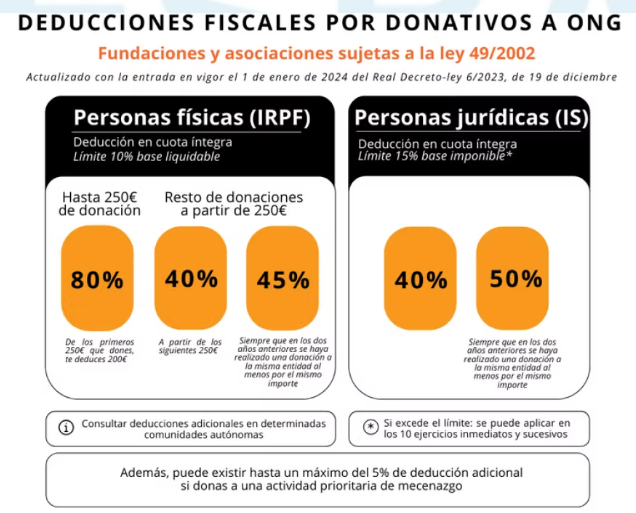 DEDUCCIONES FISCALES POR DONATIVOS A ONG
Fundaciones y asociaciones sujetas a la ley 49/2002
Actualizado con la entrada en vigor el 1 de enero de 2024 del Real Decreto-ley 6/2023, de 19 de diciembre
Personas físicas (IRPF)
Deducción en cuota íntegra
Límite 10% base liquidable
Hasta 250€
de donación
Resto de donaciones
a partir de 250€
80%
40%
45%
De los primeros
250€ que dones,
te deduces 200€
A partir de los
siguientes 250€
Siempre que en los dos
años anteriores se haya
realizado una donación a
la misma entidad al
menos por el mismo
importe
Personas jurídicas (IS)
Deducción en cuota íntegra
Límite 15% base imponible*
40%
50%
Siempre que en los dos
años anteriores se haya
realizado una donación a
la misma entidad al
menos por el mismo
importe
i Consultar deducciones adicionales en determinadas
comunidades autónomas
* Si excede el límite: se puede aplicar en
los 10 ejercicios inmediatos y sucesivos
Además, puede existir hasta un máximo del 5% de deducción adicional
si donas a una actividad prioritaria de mecenazgo